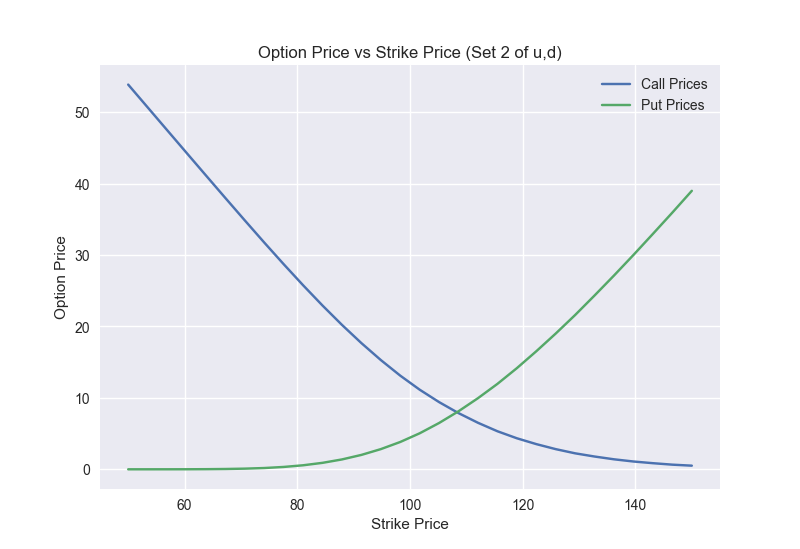 Option Price vs Strike Price (Set 2 of u,d)
Call Prices
Put Prices
Option Price
50
40
30
20
10
0
60
80
100
120
140
Strike Price